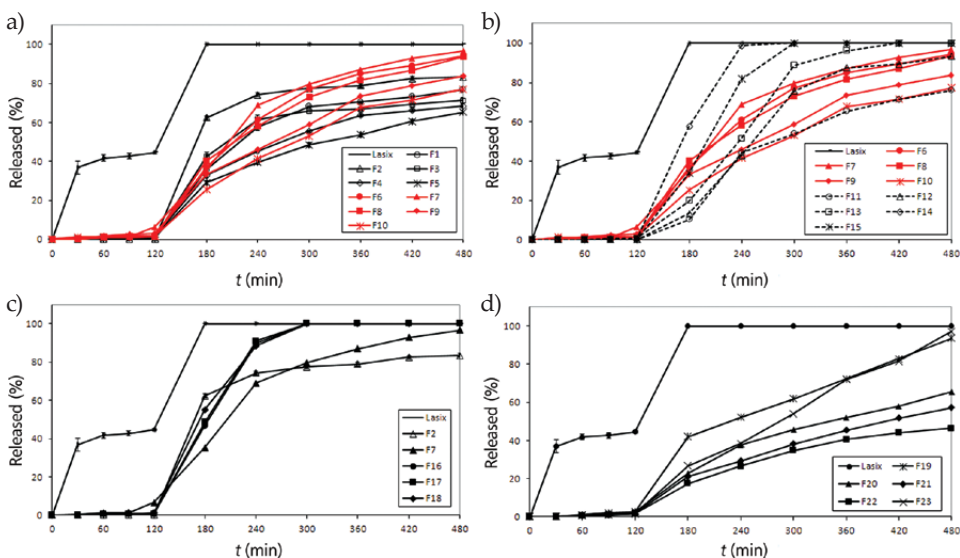 a)
Released (%)
100
80
60
40
20
0
0 60 120 180 240 300 360 420 480
t (min)
Lasix F1
F2 F3
F4 F5
F6 F7
F8 F9
F10
b)
Released (%)
100
80
60
40
20
0
0 60 120 180 240 300 360 420 480
t (min)
Lasix F6
F7 F8
F9 F10
F11 F12
F13 F14
F15
c)
Released (%)
100
80
60
40
20
0
0 60 120 180 240 300 360 420 480
t (min)
Lasix
F2
F7
F16
F17
F18
d)
Released (%)
100
80
60
40
20
0
0 60 120 180 240 300 360 420 480
t (min)
Lasix F19
F20 F21
F22 F23